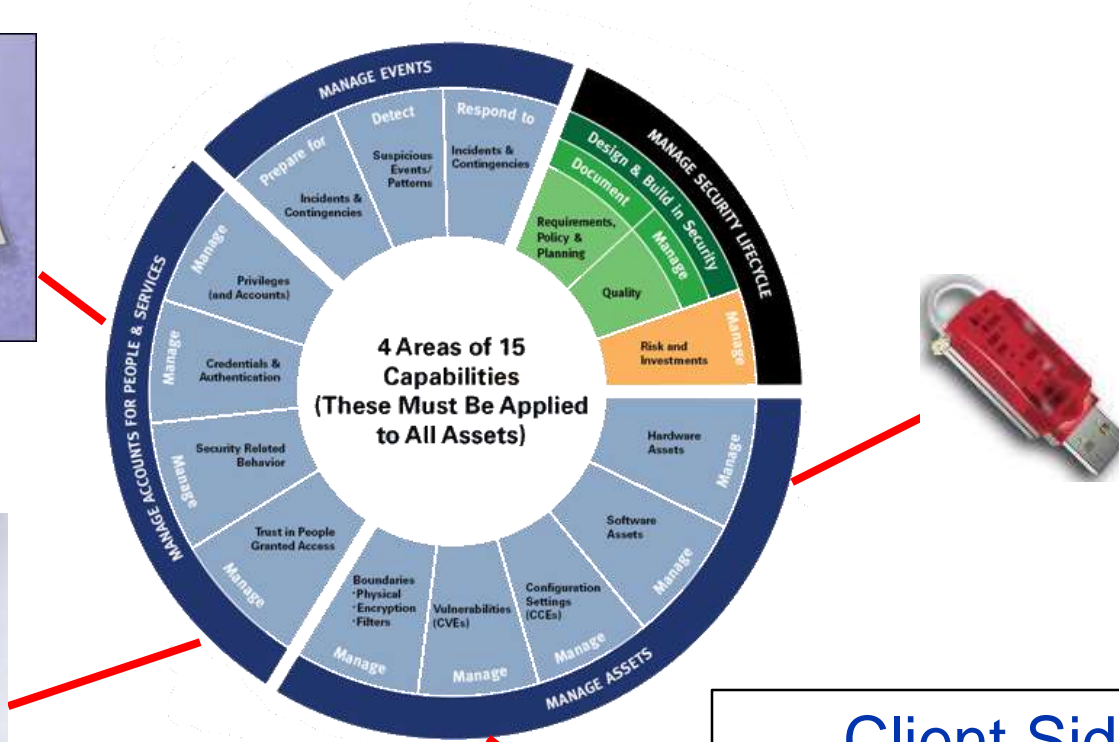 MANAGE EVENTS
Prepare for
Incidents &
Contingencies
Detect
Suspicious
Events/
Patterns
Respond to
Incidents &
Contingencies
MANAGE SECURITY LIFECYCLE
Design & Build in Security
Document
Requirements,
Policy &
Planning
Manage
Quality
Manage
Risk and
Investments
MANAGE ACCOUNTS FOR PEOPLE & SERVICES
Manage
Privileges
(and Accounts)
Manage
Credentials &
Authentication
Manage
Security Related
Behavior
Manage
Trust in People
Granted Access
4 Areas of 15
Capabilities
(These Must Be Applied
to All Assets)
MANAGE ASSETS
Hardware
Assets
Manage
Software
Assets
Manage
Configuration
Settings
(CCEs)
Manage
Vulnerabilities
(CVEs)
Manage
Boundaries
·Physical
·Encryption
·Filters
Manage
Client Sid